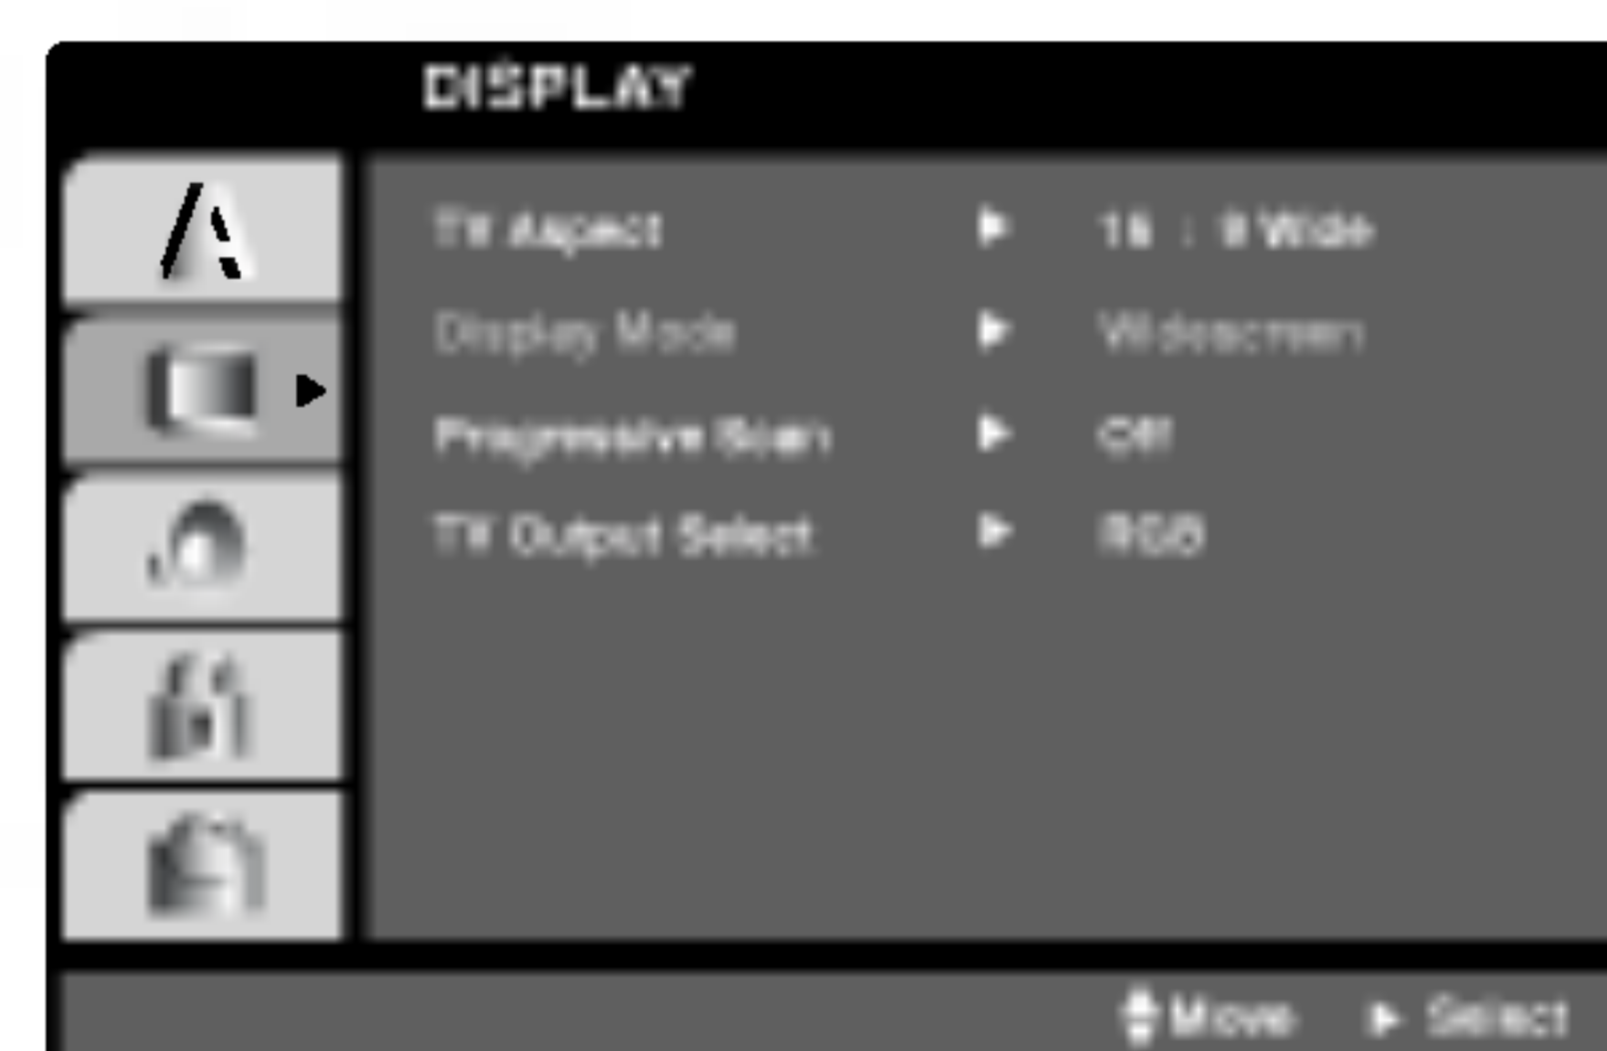 DISPLAY
TV Aspect ► 16 : 9 Wide
Display Mode ► Widescreen
Progressive Scan ► Off
TV Output Select ► RGB
Move ► Select